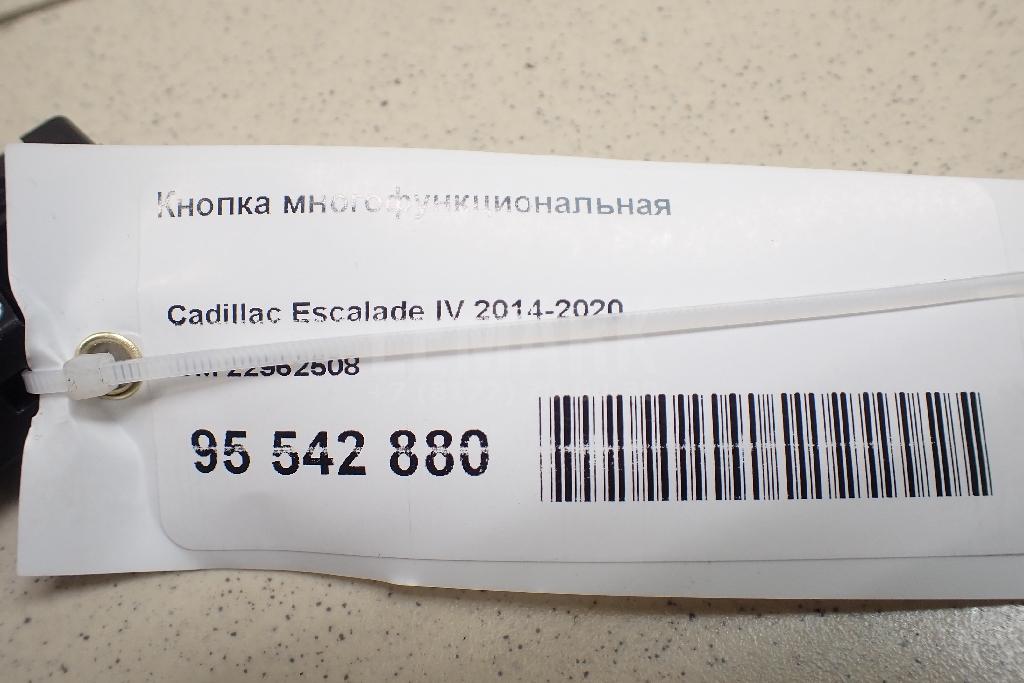 Кнопка многофункциональная
Cadillac Escalade IV 2014-2020
22962508
95 542 880